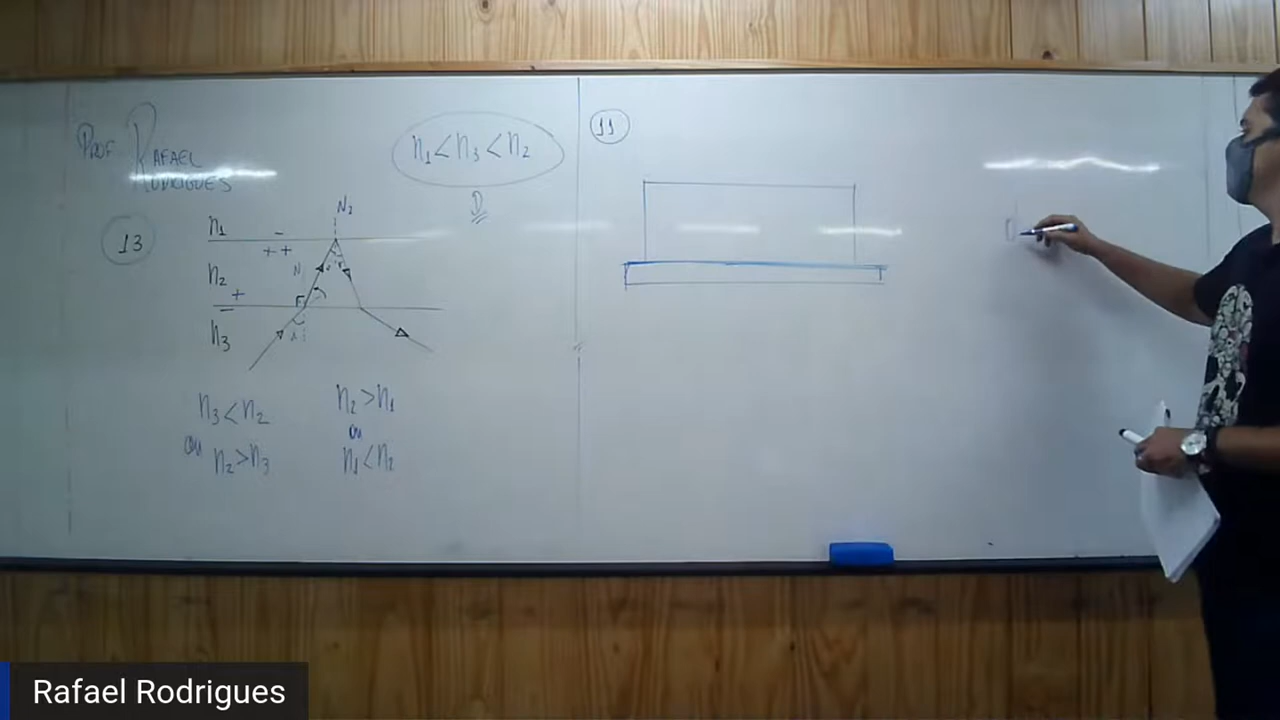 PROF RAFAEL
RODRIGUES
n₁ < n₃ < n₂
D
13
N₂
n₁ -
+ +
n₂ N
+
-
n₃ i
n₃ < n₂
ou
n₂ > n₃
n₂ > n₁
ou
n₁ < n₂
11
Rafael Rodrigues